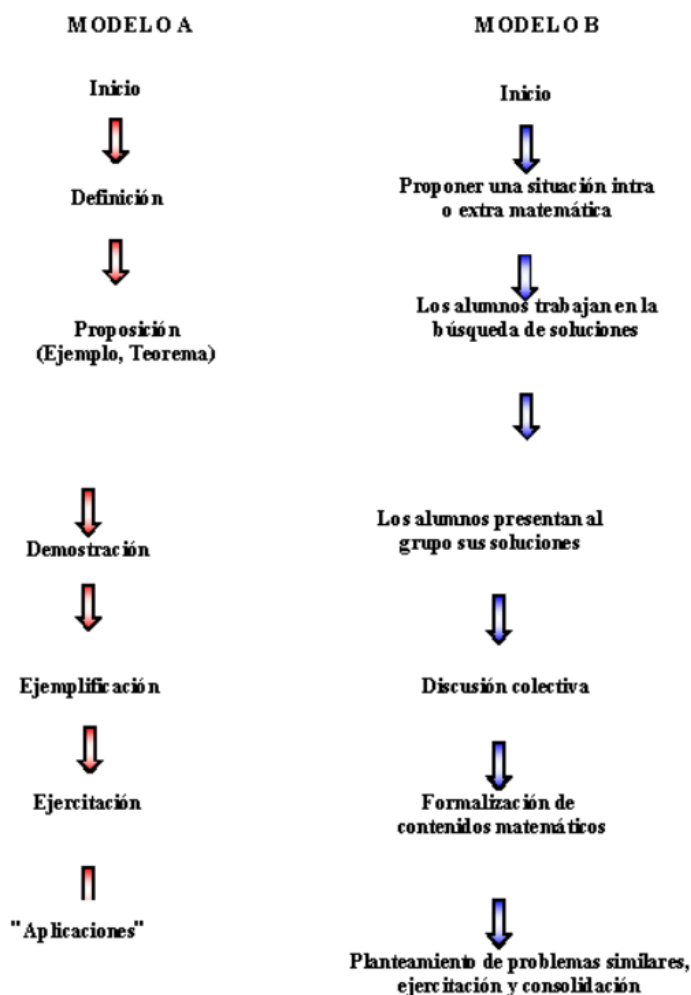 MODELO A
Inicio
Definición
Proposición
(Ejemplo, Teorema)
Demostración
Ejemplificación
Ejercitación
"Aplicaciones"
MODELO B
Inicio
Proponer una situación intra
o extra matemática
Los alumnos trabajan en la
búsqueda de soluciones
Los alumnos presentan al
grupo sus soluciones
Discusión colectiva
Formalización de
contenidos matemáticos
Planteamiento de problemas similares,
ejercitación y consolidación